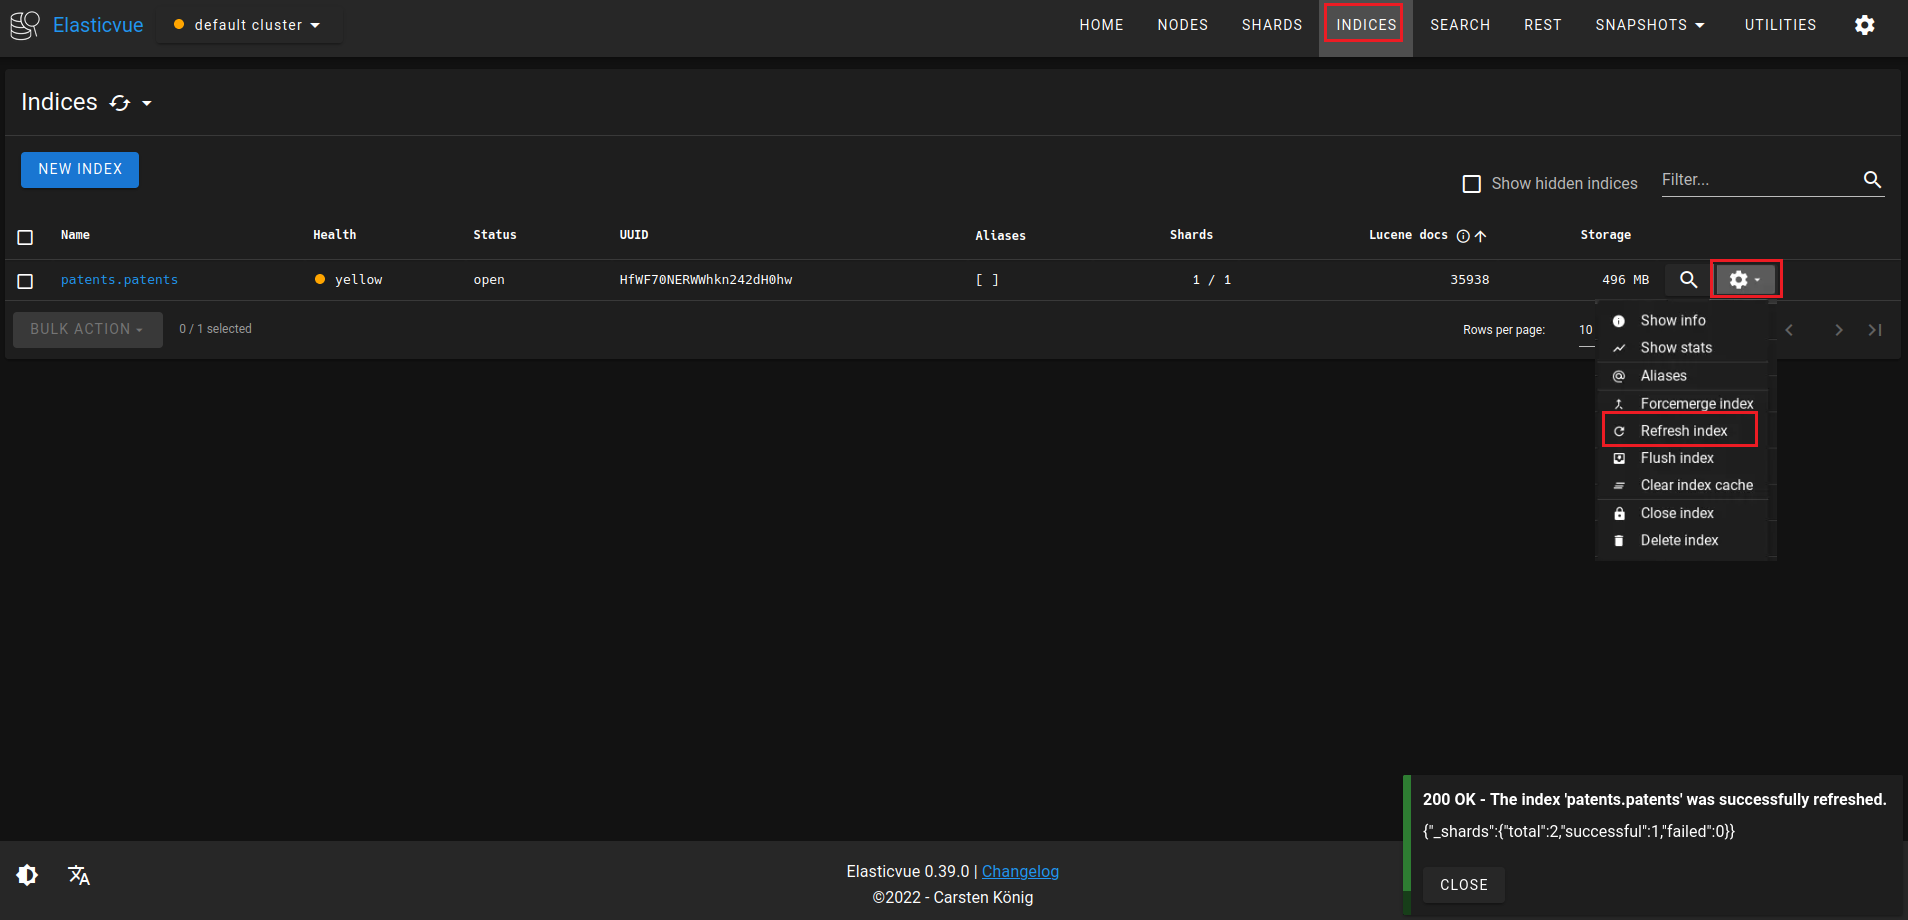 Elasticvue default cluster HOME NODES SHARDS INDICES SEARCH REST SNAPSHOTS UTILITIES
Indices
NEW INDEX
Show hidden indices Filter...
Name Health Status UUID Aliases Shards Lucene docs Storage
patents.patents yellow open HfWF70NERWWhkn242dH0hw [ ] 1 / 1 35938 496 MB
BULK ACTION 0 / 1 selected Rows per page: 10
Show info
Show stats
Aliases
Forcemerge index
Refresh index
Flush index
Clear index cache
Close index
Delete index
200 OK - The index 'patents.patents' was successfully refreshed.
{"_shards":{"total":2,"successful":1,"failed":0}}
CLOSE
Elasticvue 0.39.0 | Changelog
©2022 - Carsten König